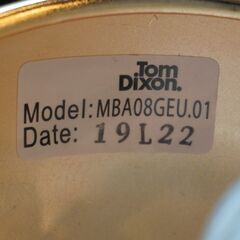 Tom
Dixon.
Model:MBA08GEU.01
Date: 19L22